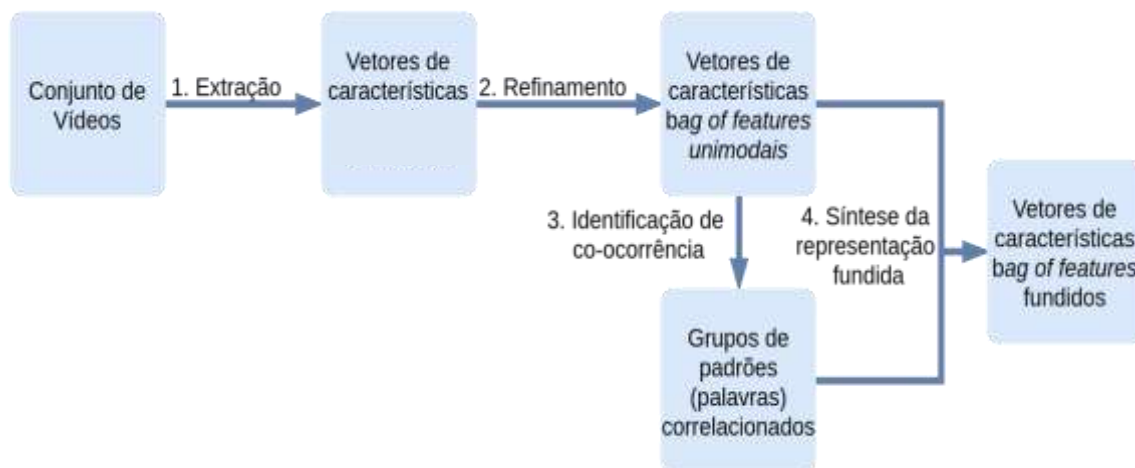 Conjunto de
Vídeos
1. Extração
Vetores de
características
2. Refinamento
Vetores de
características
bag of features
unimodais
3. Identificação de
co-ocorrência
4. Síntese da
representação
fundida
Grupos de
padrões
(palavras)
correlacionados
Vetores de
características
bag of features
fundidos